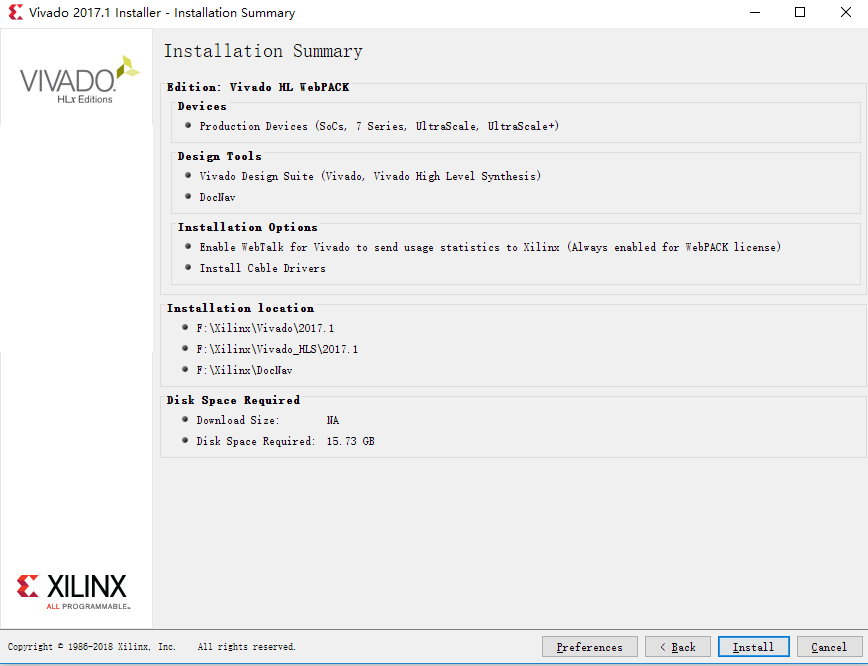 Vivado 2017.1 Installer - Installation Summary
Installation Summary
VIVADO.
HLx Editions
Edition: Vivado HL WebPACK
Devices
Production Devices (SoCs, 7 Series, UltraScale, UltraScale+)
Design Tools
Vivado Design Suite (Vivado, Vivado High Level Synthesis)
DocNav
Installation Options
Enable WebTalk for Vivado to send usage statistics to Xilinx (Always enabled for WebPACK license)
Install Cable Drivers
Installation location
F:\Xilinx\Vivado\2017.1
F:\Xilinx\Vivado_HLS\2017.1
F:\Xilinx\DocNav
Disk Space Required
Download Size: NA
Disk Space Required: 15.73 GB
XILINX
ALL PROGRAMMABLE™
Copyright © 1986-2018 Xilinx, Inc. All rights reserved.
Preferences < Back Install Cancel